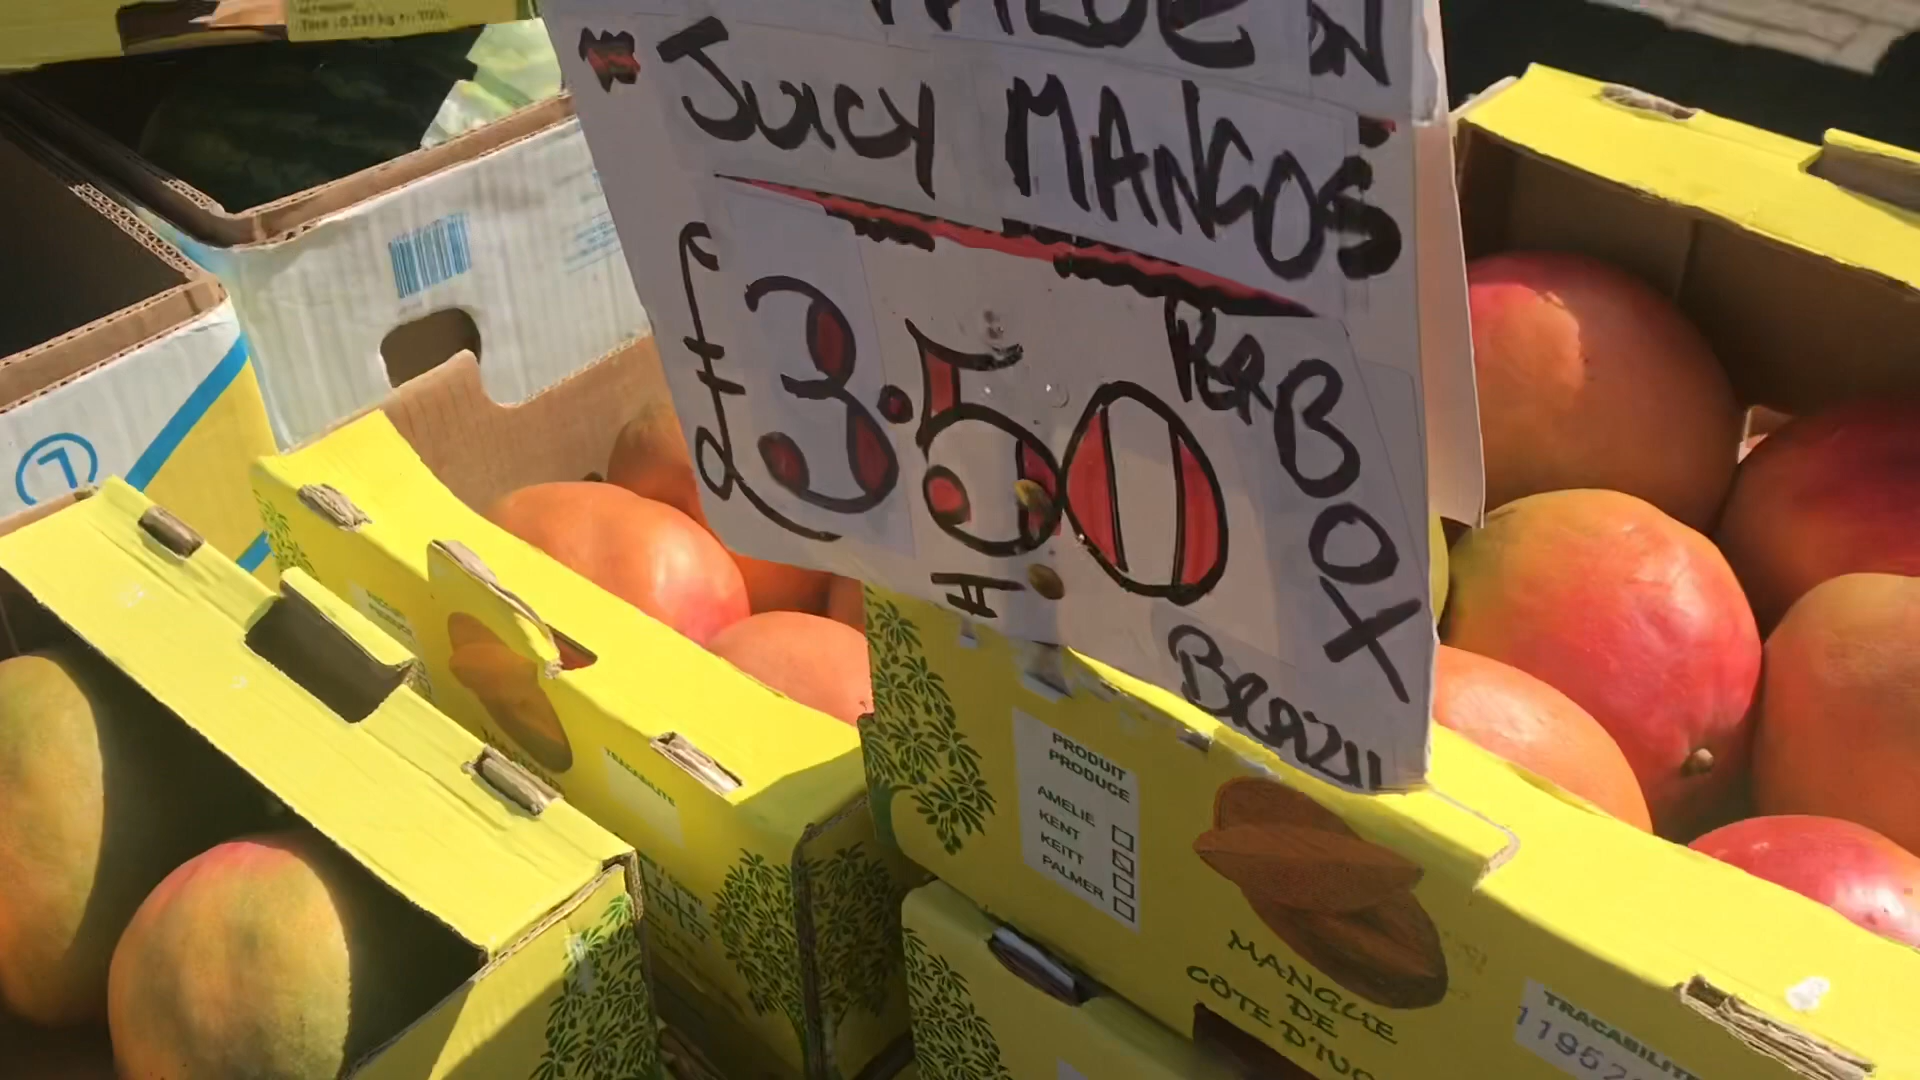 JUICY MANGOS
£3.50
PER
BOX
BRAZIL
PRODUIT
PRODUCE
AMELIE
KENT
KEITT
PALMER
MANGUE
DE
COTE D'IVO
TRACABILITE
TRACABILITE
11952